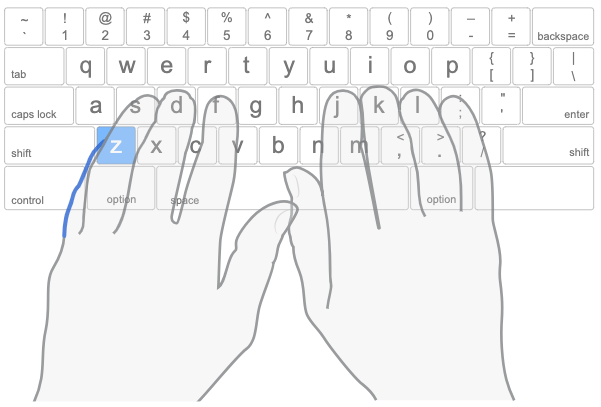 ~ ! @ # $ % ^ & * ( ) – +
` 1 2 3 4 5 6 7 8 9 0 - = backspace
tab q w e r t y u i o p { [ } ] | \
caps lock a s d f g h j k l : ; " ' enter
shift z x c v b n m < , > . ? / shift
control option space option